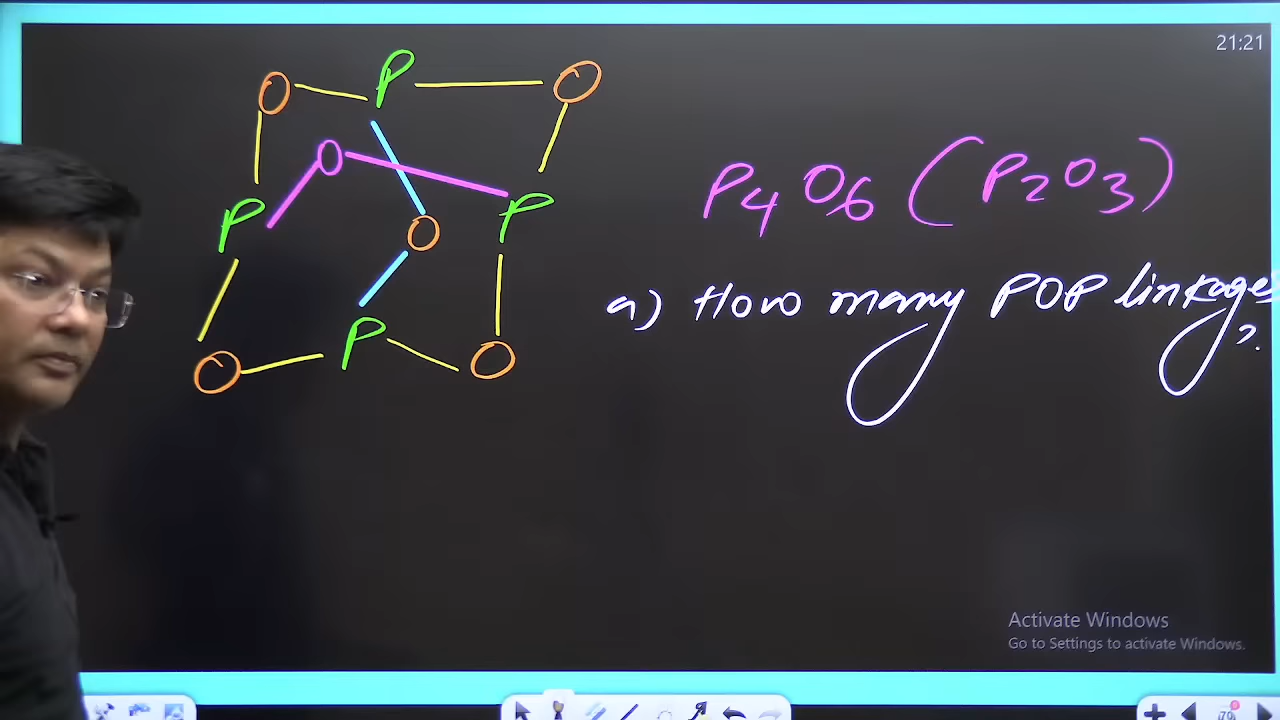 21:21
O P O
O
P P
O
P
O O
P4O6 (P2O3)
a) How many POP linkages
?.
Activate Windows
Go to Settings to activate Windows.